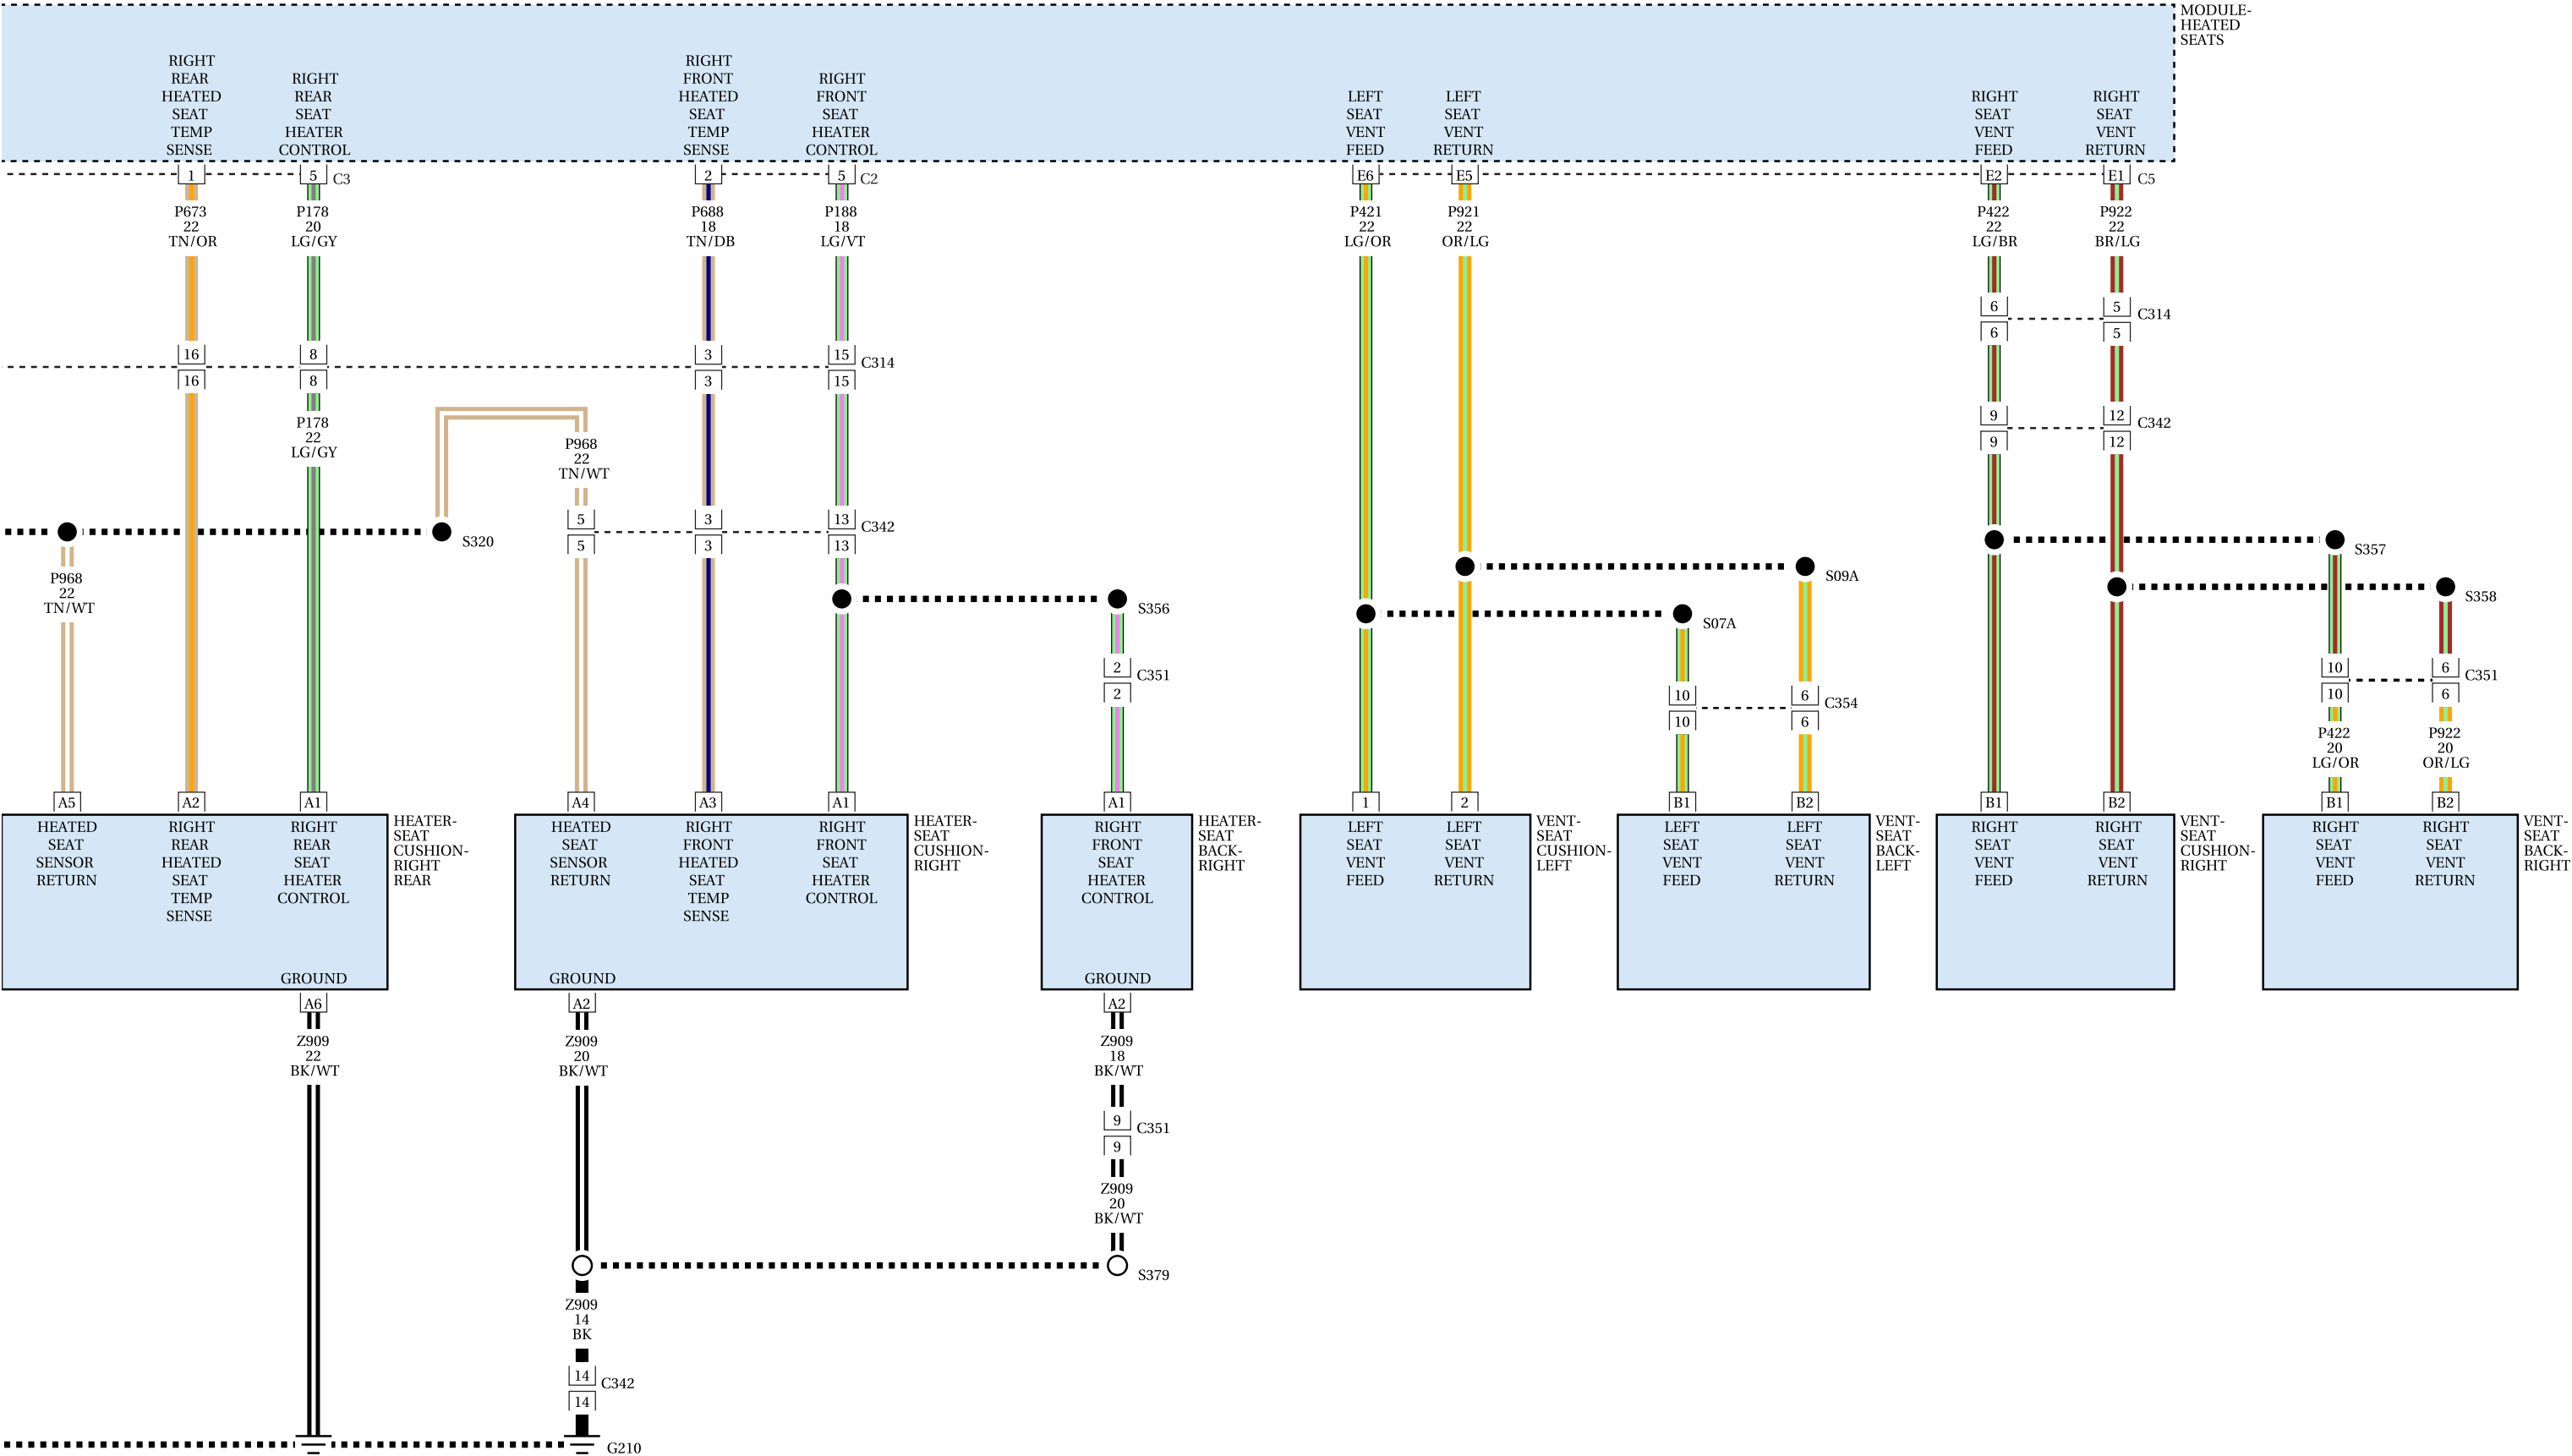 MODULE-
HEATED
SEATS
RIGHT
REAR
HEATED
SEAT
TEMP
SENSE
RIGHT
REAR
SEAT
HEATER
CONTROL
RIGHT
FRONT
HEATED
SEAT
TEMP
SENSE
RIGHT
FRONT
SEAT
HEATER
CONTROL
LEFT
SEAT
VENT
FEED
LEFT
SEAT
VENT
RETURN
RIGHT
SEAT
VENT
FEED
RIGHT
SEAT
VENT
RETURN
1
5
C3
2
5
C2
E6
E5
E2
E1
C5
P673
22
TN/OR
P178
20
LG/GY
P688
18
TN/DB
P188
18
LG/VT
P421
22
LG/OR
P921
22
OR/LG
P422
22
LG/BR
P922
22
BR/LG
6
5
C314
6
5
16
8
3
15
C314
16
8
3
15
P178
22
LG/GY
9
12
C342
9
12
P968
22
TN/WT
5
3
13
C342
5
3
13
S320
S357
P968
22
TN/WT
S09A
S358
S356
S07A
2
C351
2
10
6
C351
10
6
10
6
C354
10
6
P422
20
LG/OR
P922
20
OR/LG
A5
A2
A1
A4
A3
A1
A1
1
2
B1
B2
B1
B2
B1
B2
HEATED
SEAT
SENSOR
RETURN
RIGHT
REAR
HEATED
SEAT
TEMP
SENSE
RIGHT
REAR
SEAT
HEATER
CONTROL
GROUND
HEATER-
SEAT
CUSHION-
RIGHT
REAR
HEATED
SEAT
SENSOR
RETURN
RIGHT
FRONT
HEATED
SEAT
TEMP
SENSE
RIGHT
FRONT
SEAT
HEATER
CONTROL
GROUND
HEATER-
SEAT
CUSHION-
RIGHT
RIGHT
FRONT
SEAT
HEATER
CONTROL
GROUND
HEATER-
SEAT
BACK-
RIGHT
LEFT
SEAT
VENT
FEED
LEFT
SEAT
VENT
RETURN
VENT-
SEAT
CUSHION-
LEFT
LEFT
SEAT
VENT
FEED
LEFT
SEAT
VENT
RETURN
VENT-
SEAT
BACK-
LEFT
RIGHT
SEAT
VENT
FEED
RIGHT
SEAT
VENT
RETURN
VENT-
SEAT
CUSHION-
RIGHT
RIGHT
SEAT
VENT
FEED
RIGHT
SEAT
VENT
RETURN
VENT-
SEAT
BACK-
RIGHT
A6
A2
A2
Z909
22
BK/WT
Z909
20
BK/WT
Z909
18
BK/WT
9
C351
9
Z909
20
BK/WT
S379
Z909
14
BK
14
C342
14
G210